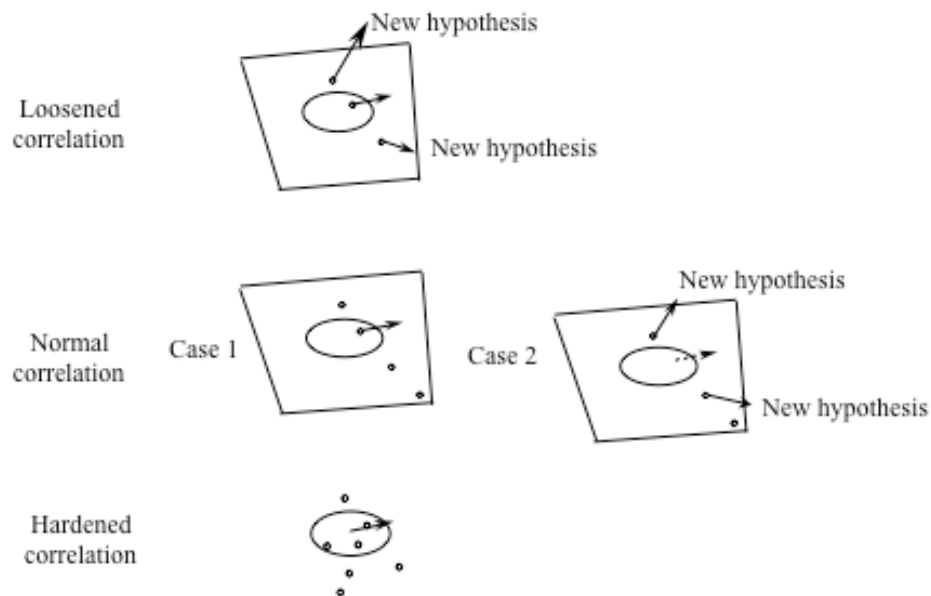 New hypothesis
Loosened
correlation
New hypothesis
New hypothesis
Normal
correlation
Case 1
Case 2
New hypothesis
Hardened
correlation